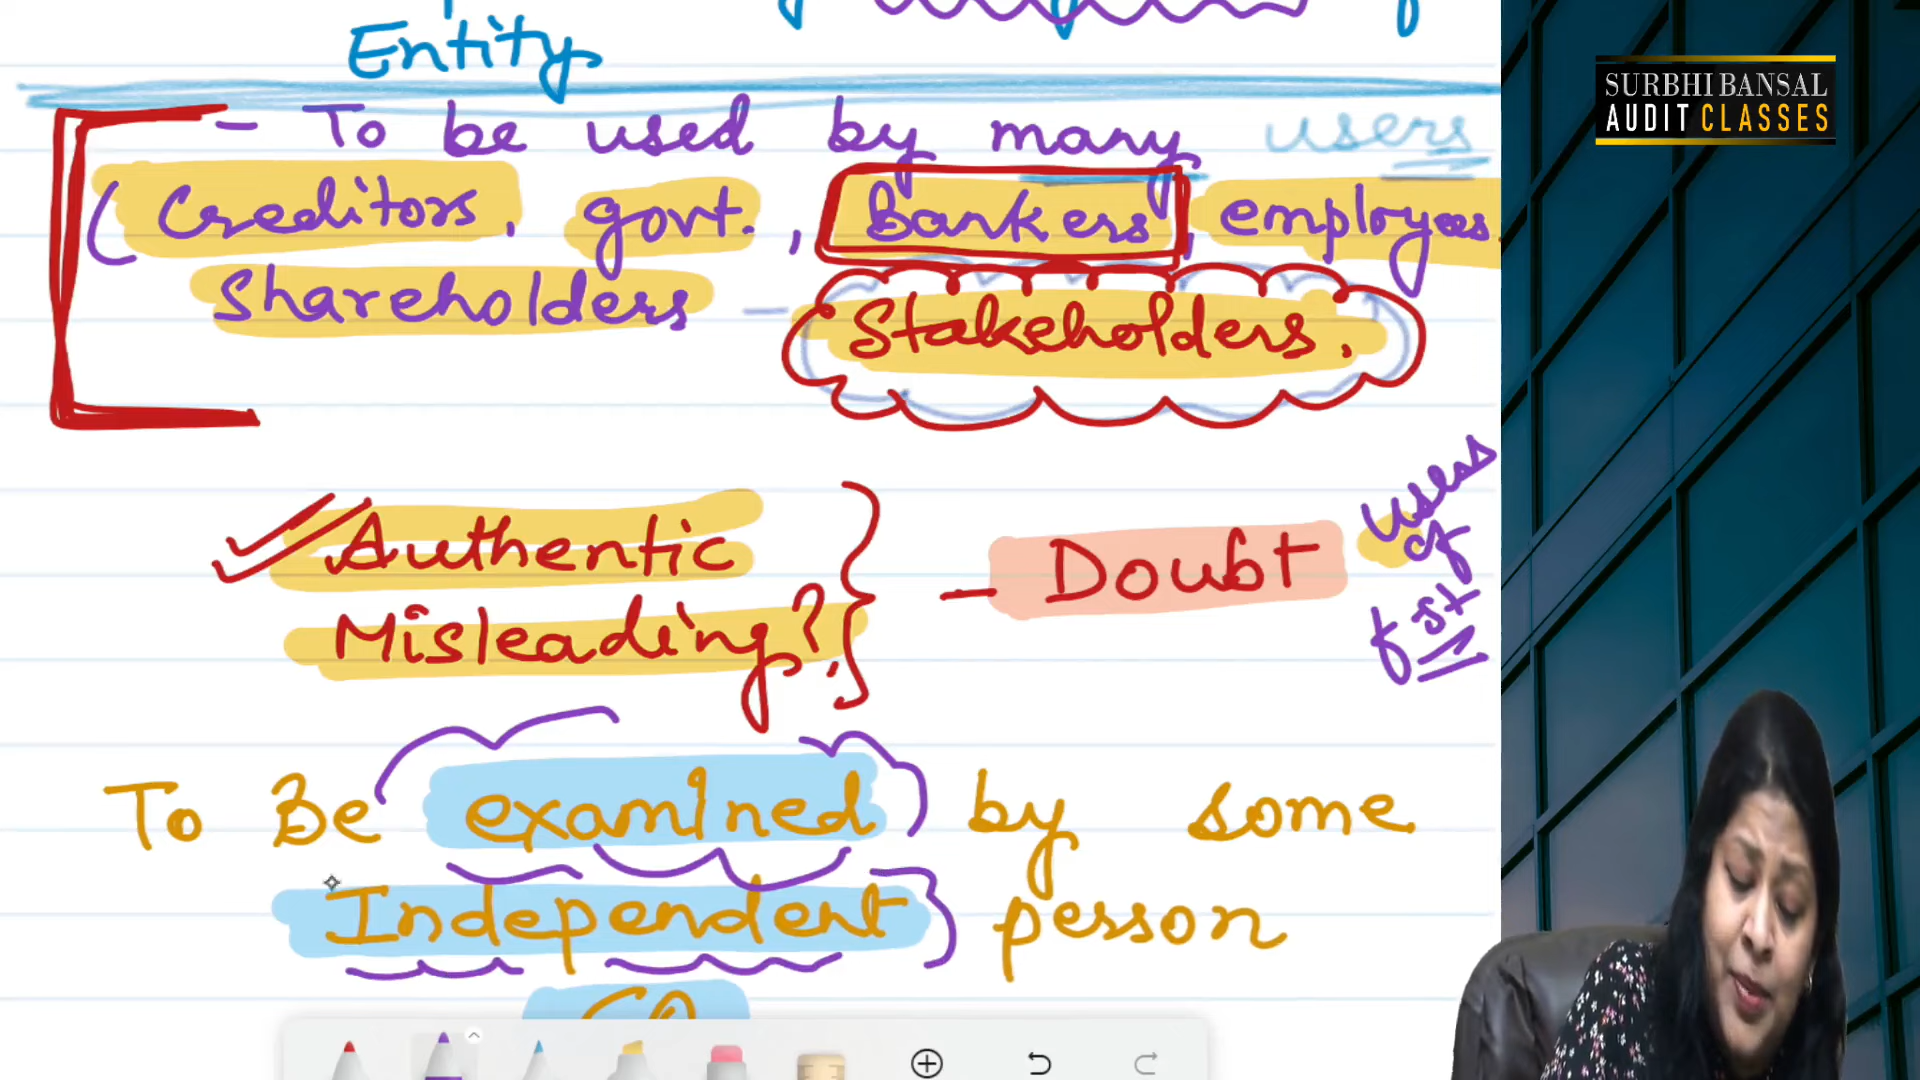 Entity
- To be used by many users
(Creditors, govt., Bankers, employees,
Shareholders - Stakeholders.
Authentic
Misleading? - Doubt
users
of
f.st
To Be examined by some
Independent person
CA
SURBHI BANSAL
AUDIT CLASSES